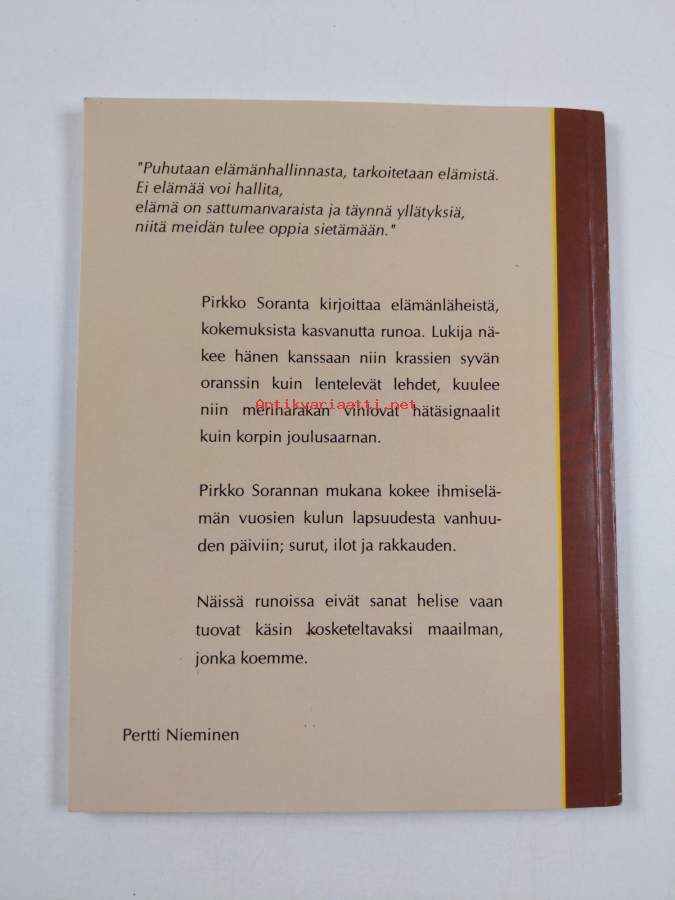 "Puhutaan elämänhallinnasta, tarkoitetaan elämistä.
Ei elämää voi hallita,
elämä on sattumanvaraista ja täynnä yllätyksiä,
niitä meidän tulee oppia sietämään."
Pirkko Soranta kirjoittaa elämänläheistä,
kokemuksista kasvanutta runoa. Lukija nä-
kee hänen kanssaan niin krassien syvän
oranssin kuin lentelevät lehdet, kuulee
Antikvariaatti.net
niin meriharakan vihlovat hätäsignaalit
kuin korpin joulusaarnan.
Pirkko Sorannan mukana kokee ihmiselä-
män vuosien kulun lapsuudesta vanhuu-
den päiviin; surut, ilot ja rakkauden.
Näissä runoissa eivät sanat helise vaan
tuovat käsin kosketeltavaksi maailman,
jonka koemme.
Pertti Nieminen